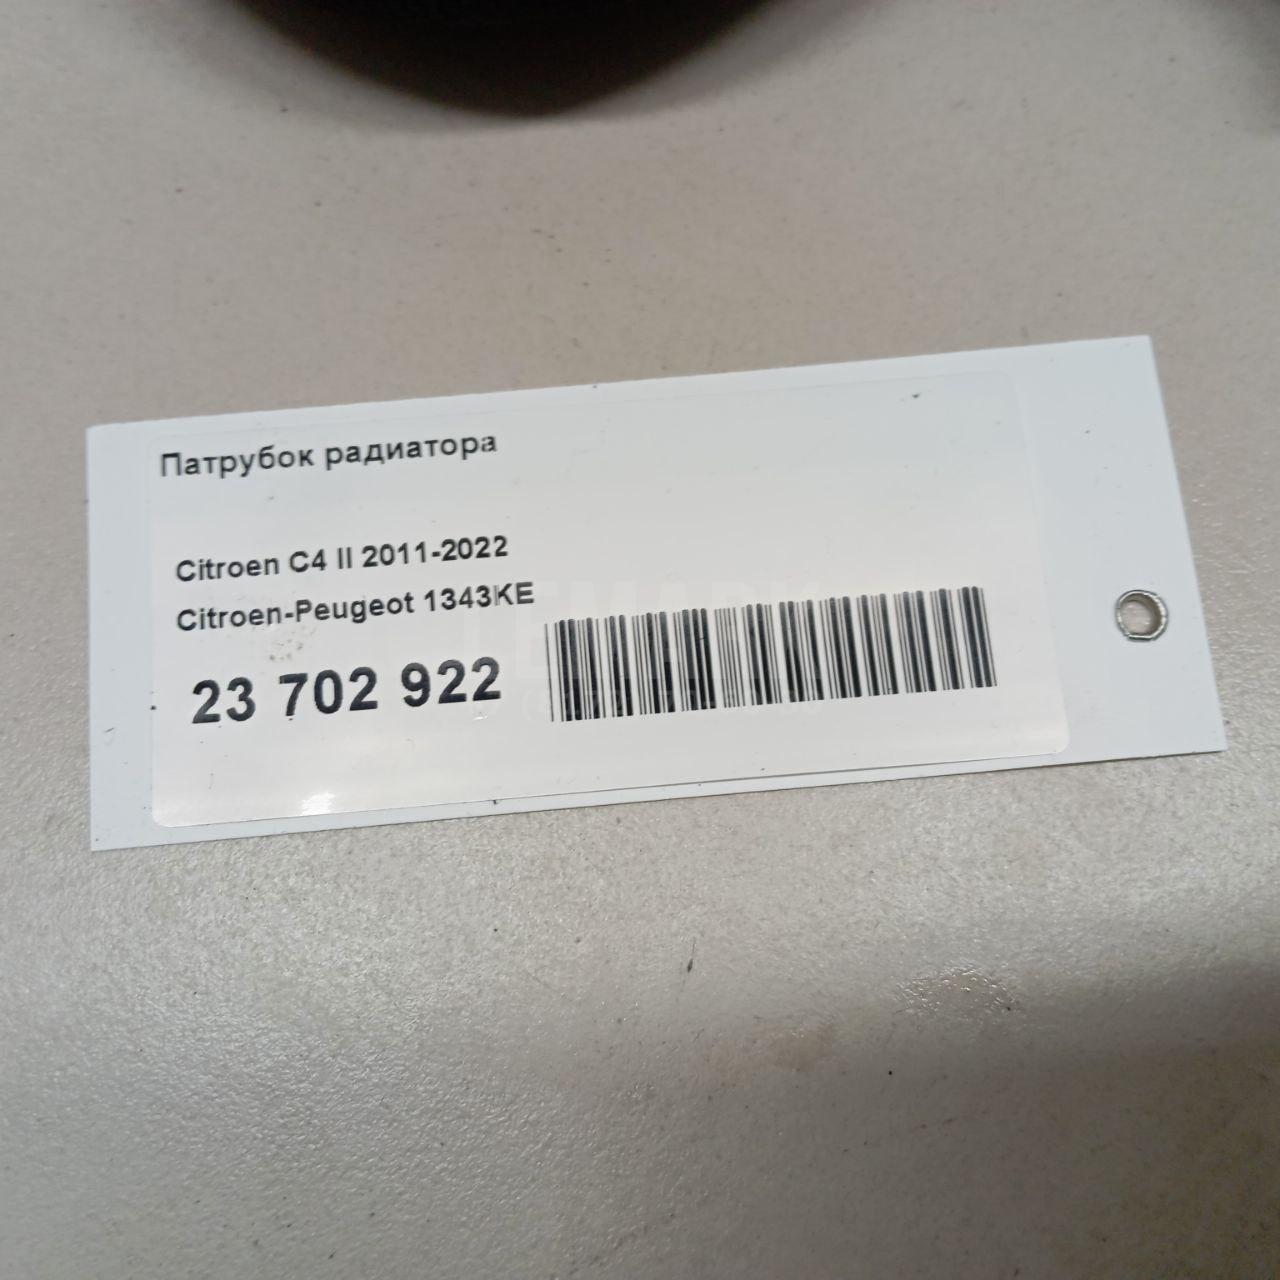 Патрубок радиатора
Citroen C4 II 2011-2022
Citroen-Peugeot 1343KE
23 702 922